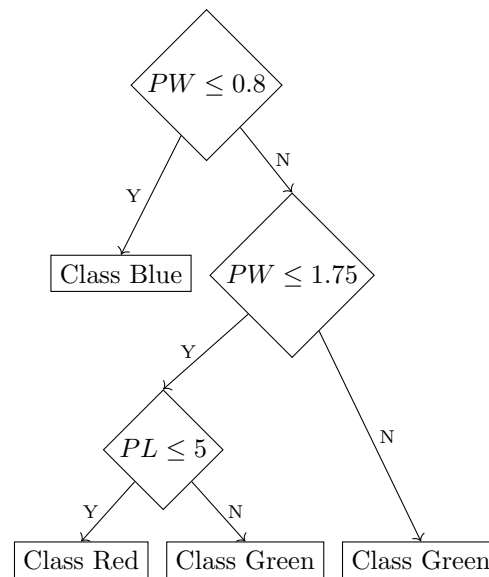 PW ≤ 0.8
Y
N
Class Blue
PW ≤ 1.75
Y
N
PL ≤ 5
Y
N
Class Red
Class Green
Class Green